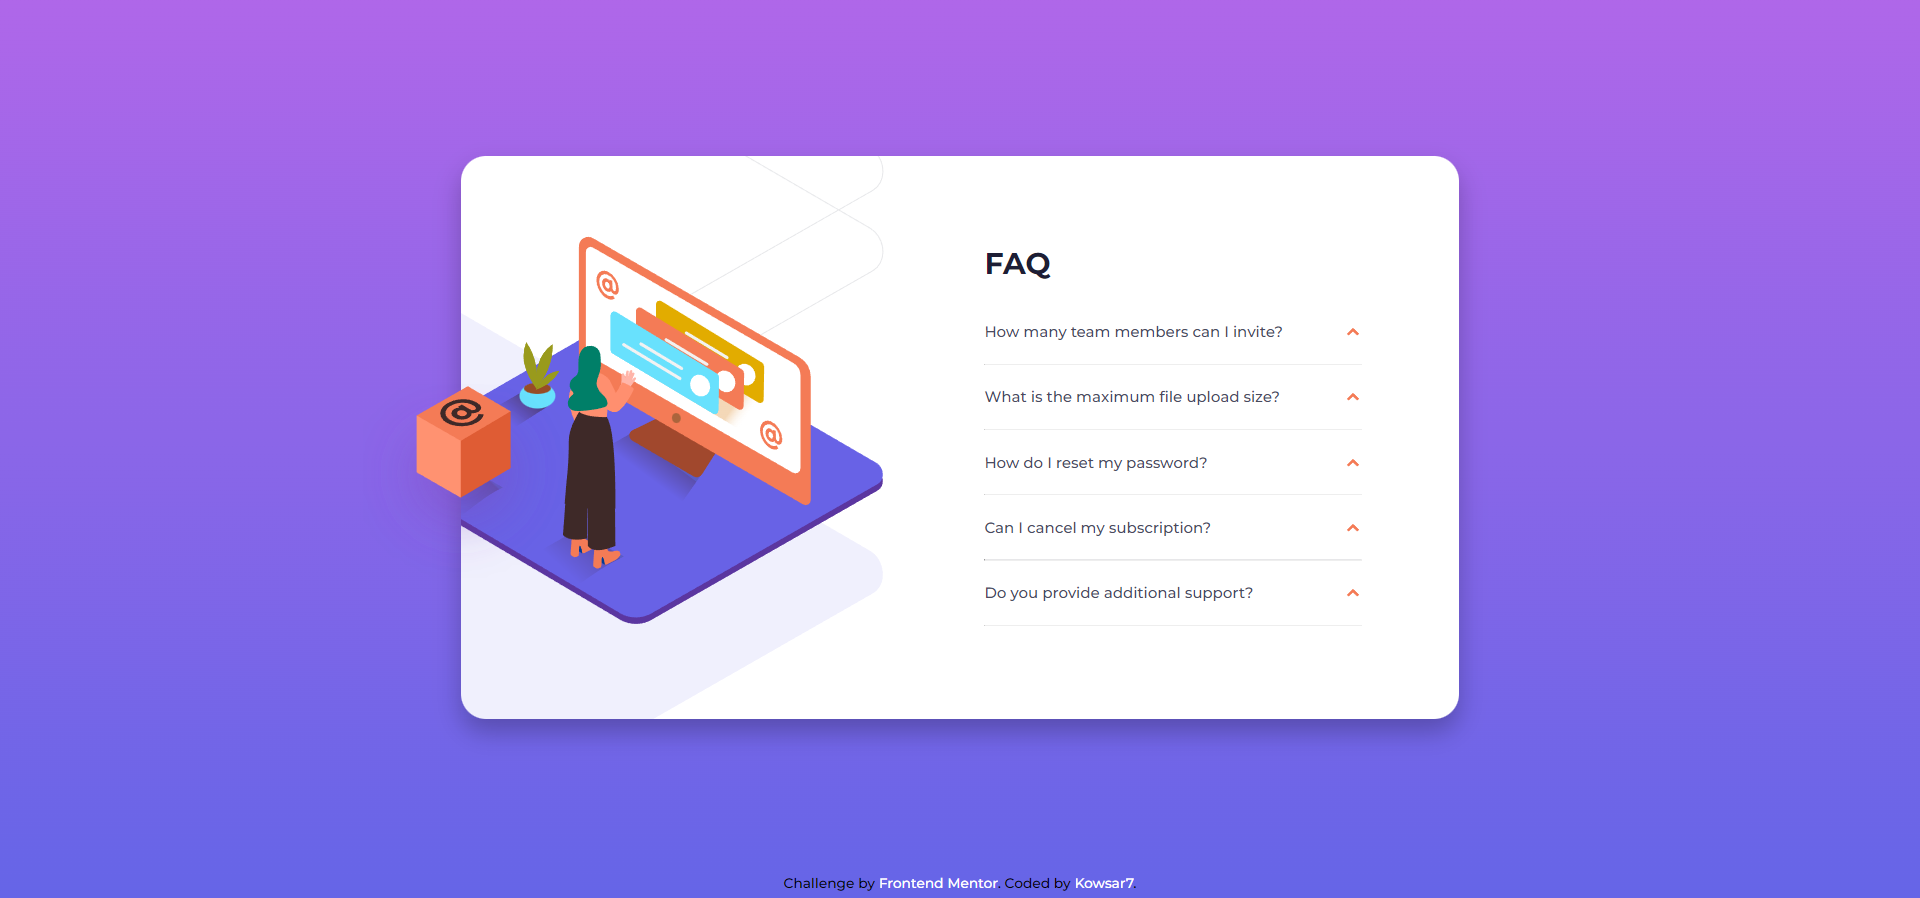 FAQ
How many team members can I invite?
What is the maximum file upload size?
How do I reset my password?
Can I cancel my subscription?
Do you provide additional support?
@
@
@
Challenge by Frontend Mentor. Coded by Kowsar7.